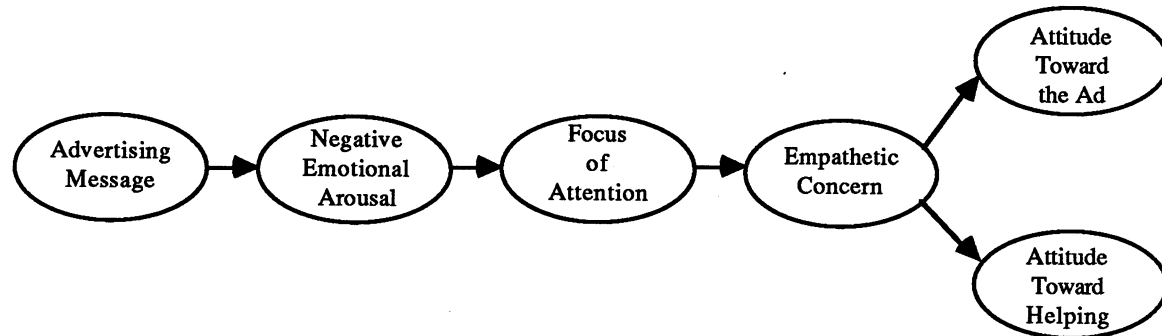 Advertising
Message
Negative
Emotional
Arousal
Focus
of
Attention
Empathetic
Concern
Attitude
Toward
the Ad
Attitude
Toward
Helping